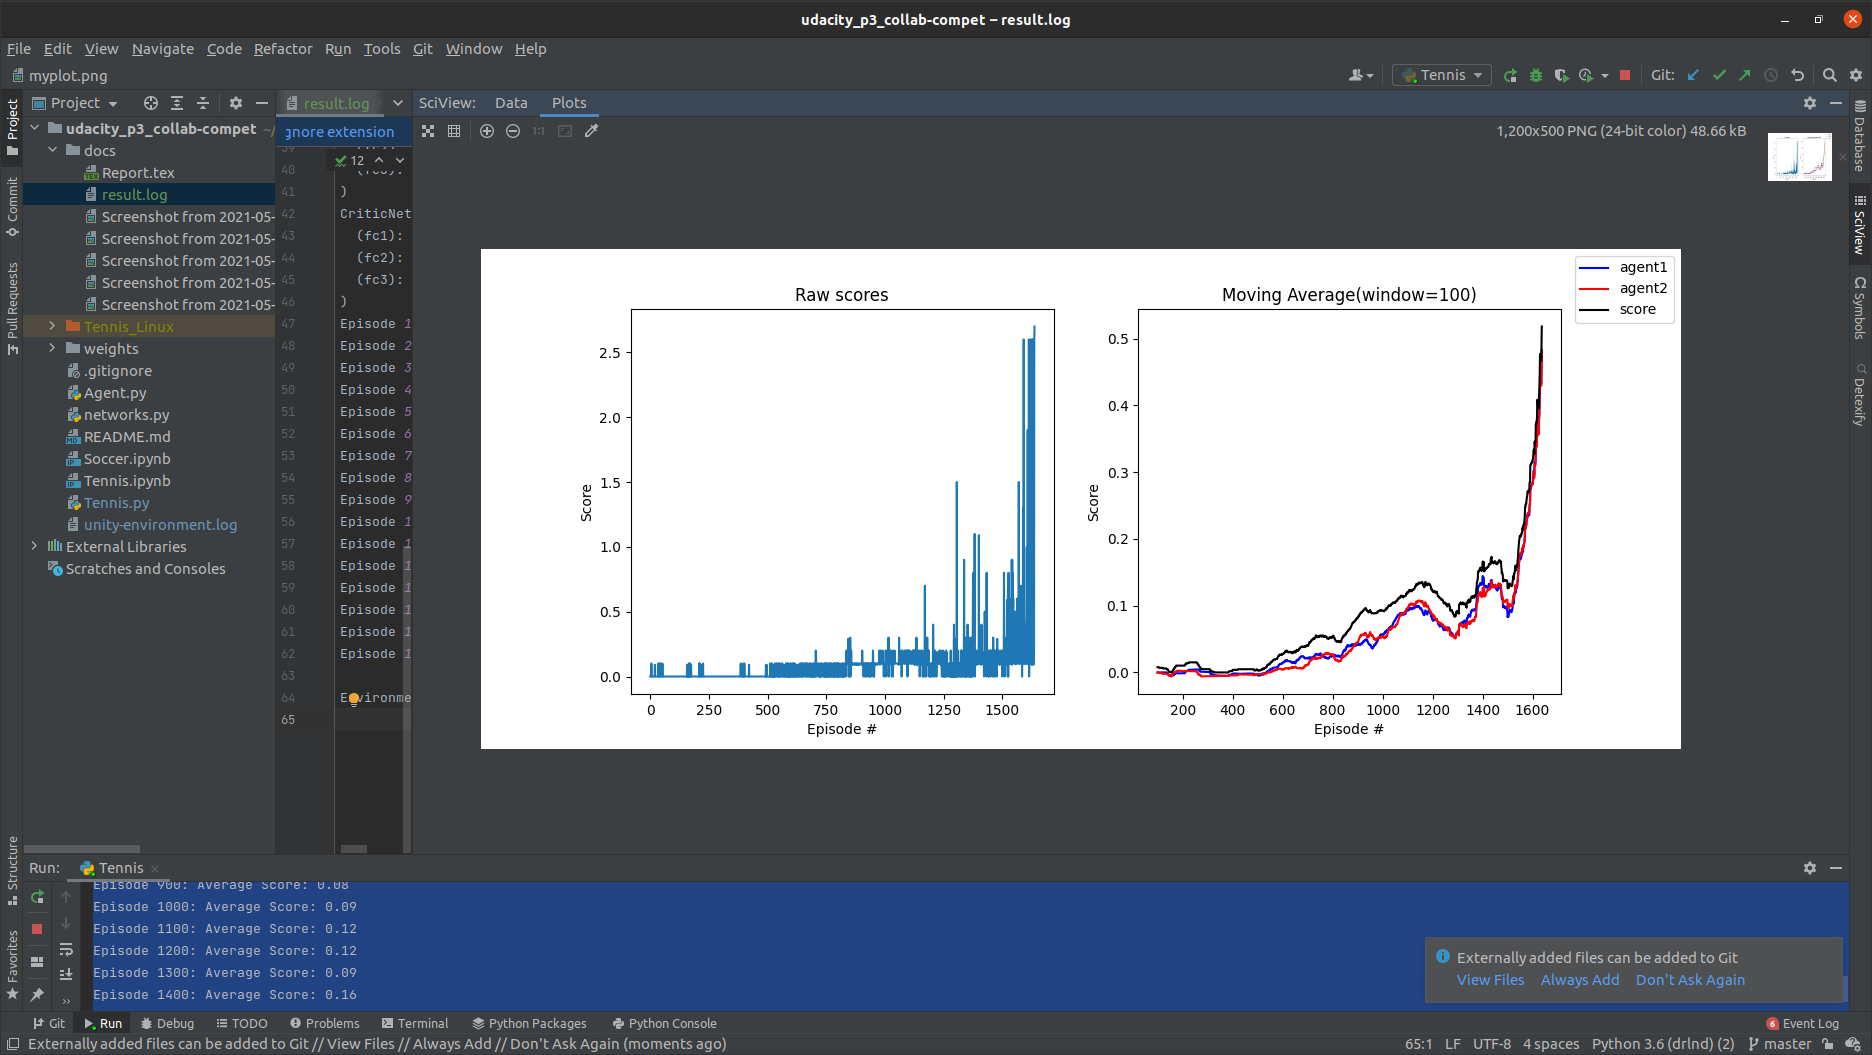 udacity_p3_collab-compet – result.log
File Edit View Navigate Code Refactor Run Tools Git Window Help
myplot.png
Tennis
Git:
Project
result.log
SciView: Data Plots
udacity_p3_collab-compet ~/
gnore extension
1,200x500 PNG (24-bit color) 48.66 kB
docs
12
Report.tex
result.log
Screenshot from 2021-05-
Screenshot from 2021-05-
Screenshot from 2021-05-
Screenshot from 2021-05-
Screenshot from 2021-05-
Tennis_Linux
weights
.gitignore
Agent.py
networks.py
README.md
Soccer.ipynb
Tennis.ipynb
Tennis.py
unity-environment.log
External Libraries
Scratches and Consoles
Project
Commit
Pull Requests
Structure
Favorites
39
40
41 )
42 CriticNet
43 (fc1):
44 (fc2):
45 (fc3):
46 )
47 Episode 1
48 Episode 2
49 Episode 3
50 Episode 4
51 Episode 5
52 Episode 6
53 Episode 7
54 Episode 8
55 Episode 9
56 Episode 1
57 Episode 1
58 Episode 1
59 Episode 1
60 Episode 1
61 Episode 1
62 Episode 1
63
64 Environme
65
Raw scores
Score
2.5
2.0
1.5
1.0
0.5
0.0
0 250 500 750 1000 1250 1500
Episode #
Moving Average(window=100)
agent1
agent2
score
Score
0.5
0.4
0.3
0.2
0.1
0.0
200 400 600 800 1000 1200 1400 1600
Episode #
Database
SciView
Symbols
Detexify
Run: Tennis
Episode 900: Average Score: 0.08
Episode 1000: Average Score: 0.09
Episode 1100: Average Score: 0.12
Episode 1200: Average Score: 0.12
Episode 1300: Average Score: 0.09
Episode 1400: Average Score: 0.16
Externally added files can be added to Git
View Files Always Add Don't Ask Again
Git Run Debug TODO Problems Terminal Python Packages Python Console
6 Event Log
Externally added files can be added to Git // View Files // Always Add // Don't Ask Again (moments ago)
65:1 LF UTF-8 4 spaces Python 3.6 (drlnd) (2) master